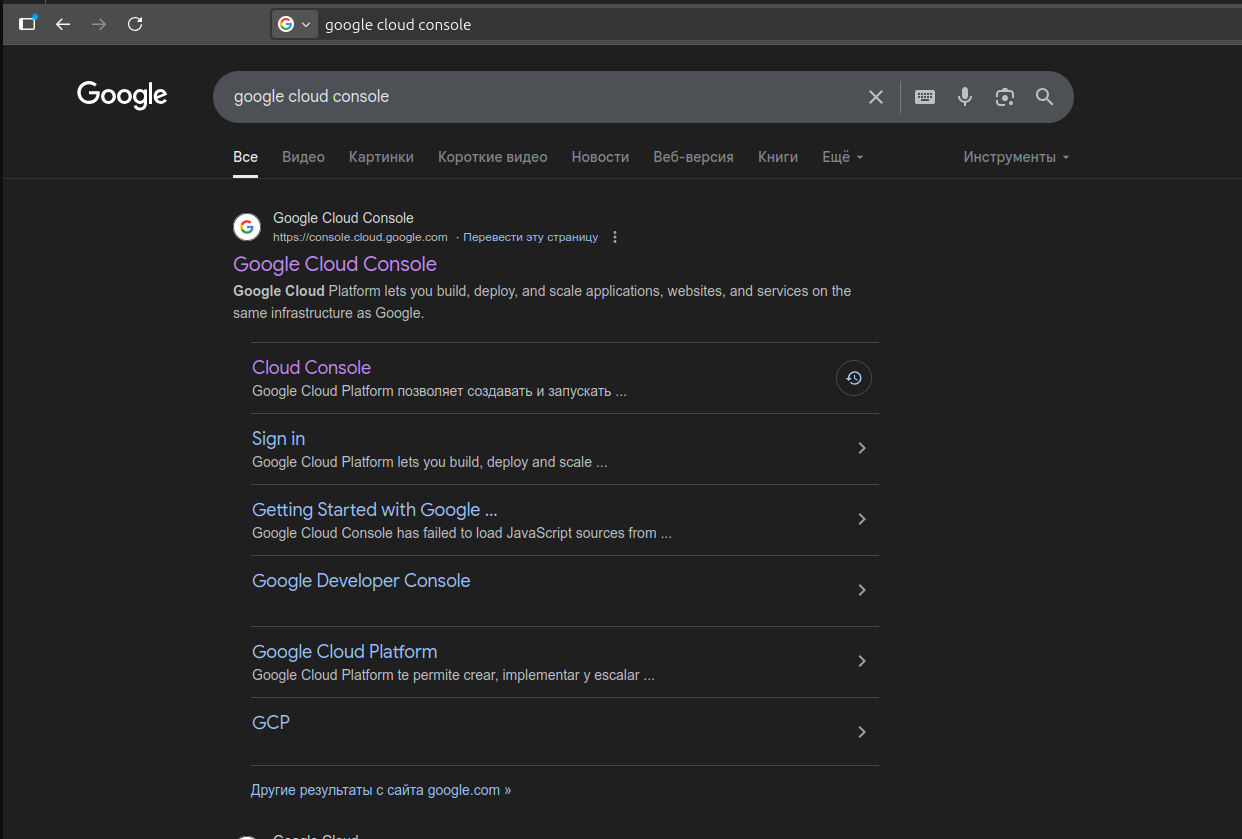 google cloud console
Google
google cloud console
Все Видео Картинки Короткие видео Новости Веб-версия Книги Ещё Инструменты
Google Cloud Console
https://console.cloud.google.com · Перевести эту страницу
Google Cloud Console
Google Cloud Platform lets you build, deploy, and scale applications, websites, and services on the
same infrastructure as Google.
Cloud Console
Google Cloud Platform позволяет создавать и запускать ...
Sign in
Google Cloud Platform lets you build, deploy and scale ...
Getting Started with Google ...
Google Cloud Console has failed to load JavaScript sources from ...
Google Developer Console
Google Cloud Platform
Google Cloud Platform te permite crear, implementar y escalar ...
GCP
Другие результаты с сайта google.com »
Google Cloud